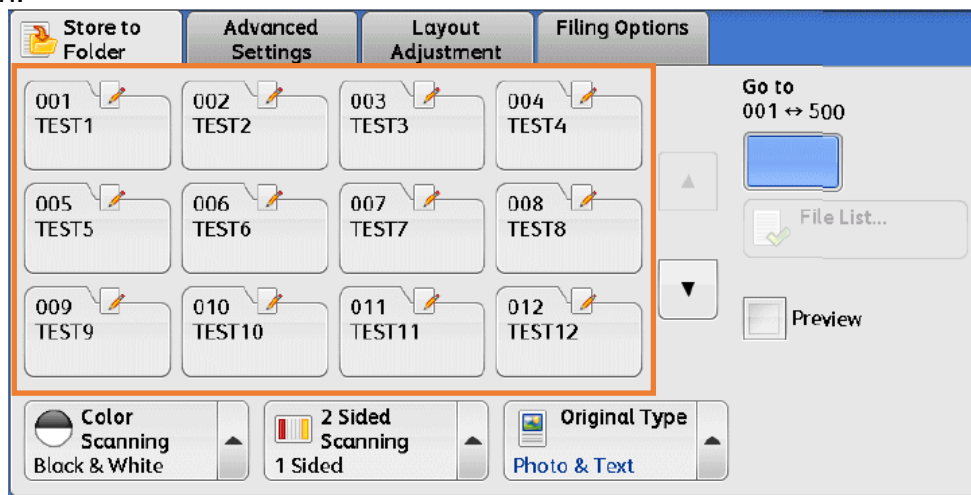 Store to Folder
Advanced Settings
Layout Adjustment
Filing Options
001
TEST1
002
TEST2
003
TEST3
004
TEST4
Go to
001 ↔ 500
005
TEST5
006
TEST6
007
TEST7
008
TEST8
File List...
009
TEST9
010
TEST10
011
TEST11
012
TEST12
Preview
Color
Scanning
Black & White
2 Sided
Scanning
1 Sided
Original Type
Photo & Text